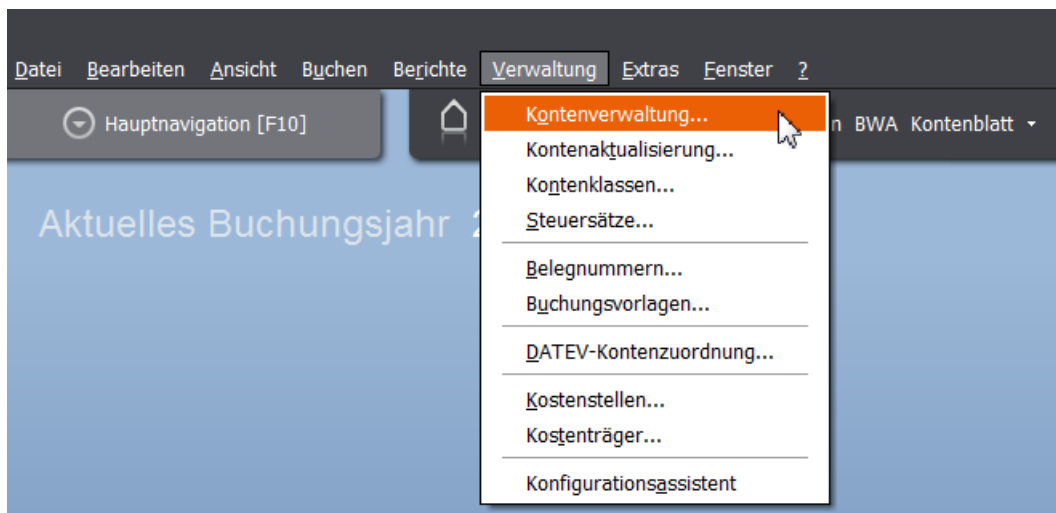 Datei Bearbeiten Ansicht Buchen Berichte Verwaltung Extras Fenster ?
Hauptnavigation [F10]
Kontenverwaltung...
n BWA Kontenblatt
Kontenaktualisierung...
Kontenklassen...
Steuersätze...
Aktuelles Buchungsjahr
Belegnummern...
Buchungsvorlagen...
DATEV-Kontenzuordnung...
Kostenstellen...
Kostenträger...
Konfigurationsassistent